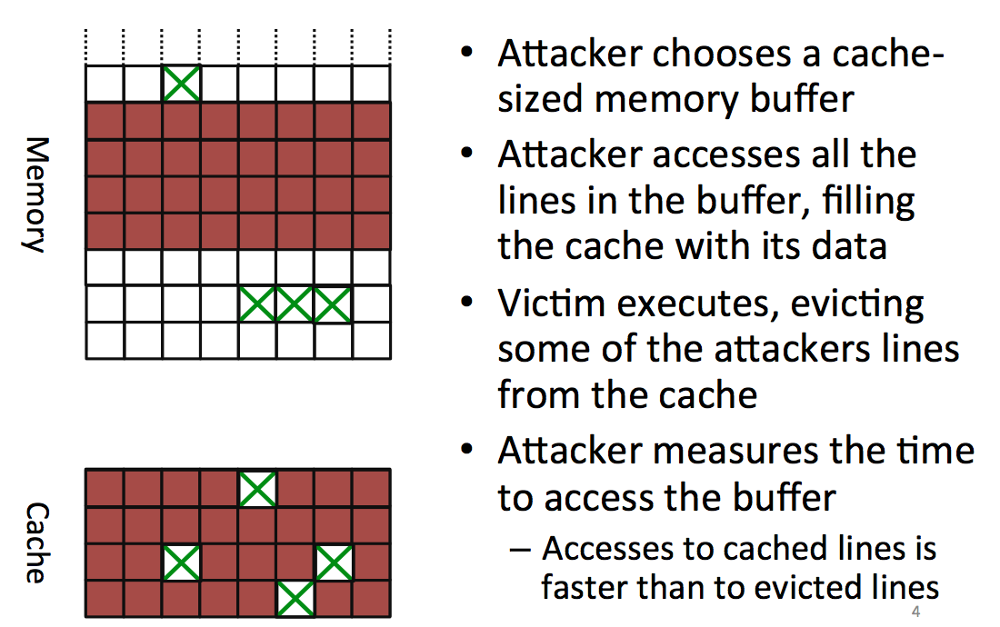 Memory
Cache
• Attacker chooses a cache-
sized memory buffer
• Attacker accesses all the
lines in the buffer, filling
the cache with its data
• Victim executes, evicting
some of the attackers lines
from the cache
• Attacker measures the time
to access the buffer
– Accesses to cached lines is
faster than to evicted lines
4